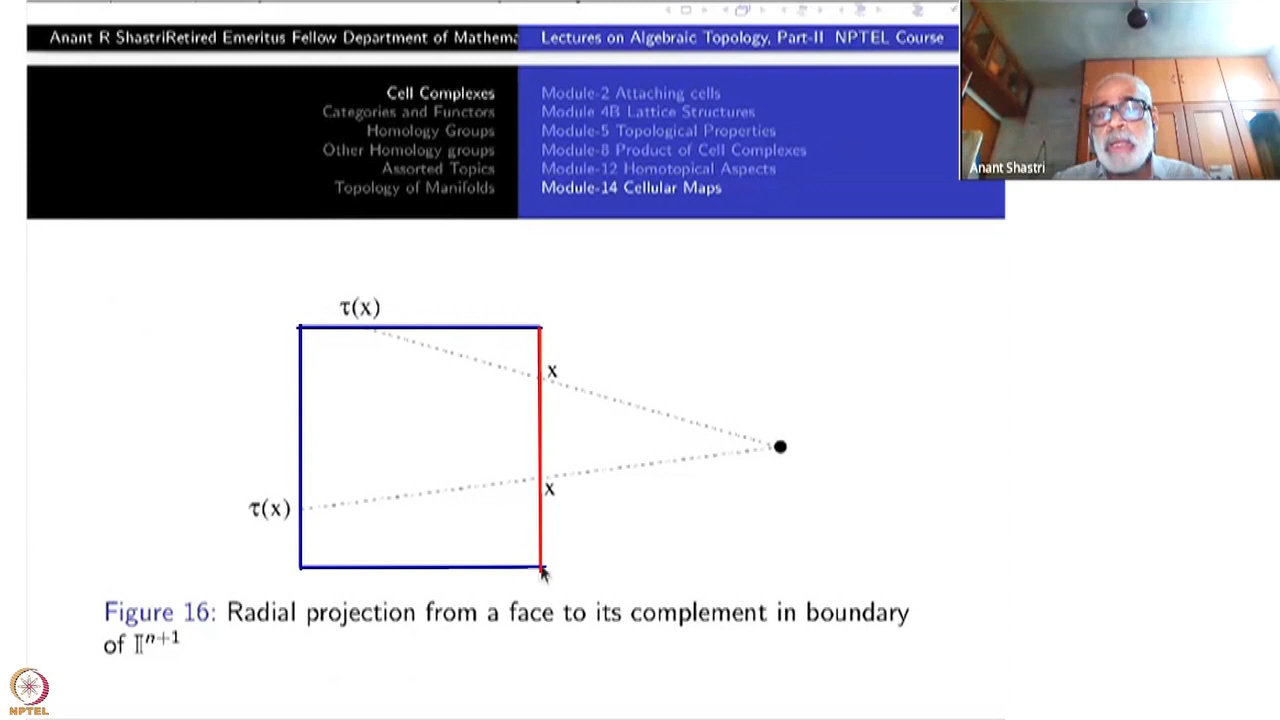 Anant R ShastriRetired Emeritus Fellow Department of Mathema
Lectures on Algebraic Topology, Part-II NPTEL Course
Cell Complexes
Categories and Functors
Homology Groups
Other Homology groups
Assorted Topics
Topology of Manifolds
Module-2 Attaching cells
Module 4B Lattice Structures
Module-5 Topological Properties
Module-8 Product of Cell Complexes
Module-12 Homotopical Aspects
Module-14 Cellular Maps
Anant Shastri
τ(x)
x
x
τ(x)
Figure 16: Radial projection from a face to its complement in boundary
of 𝕀ⁿ⁺¹
NPTEL